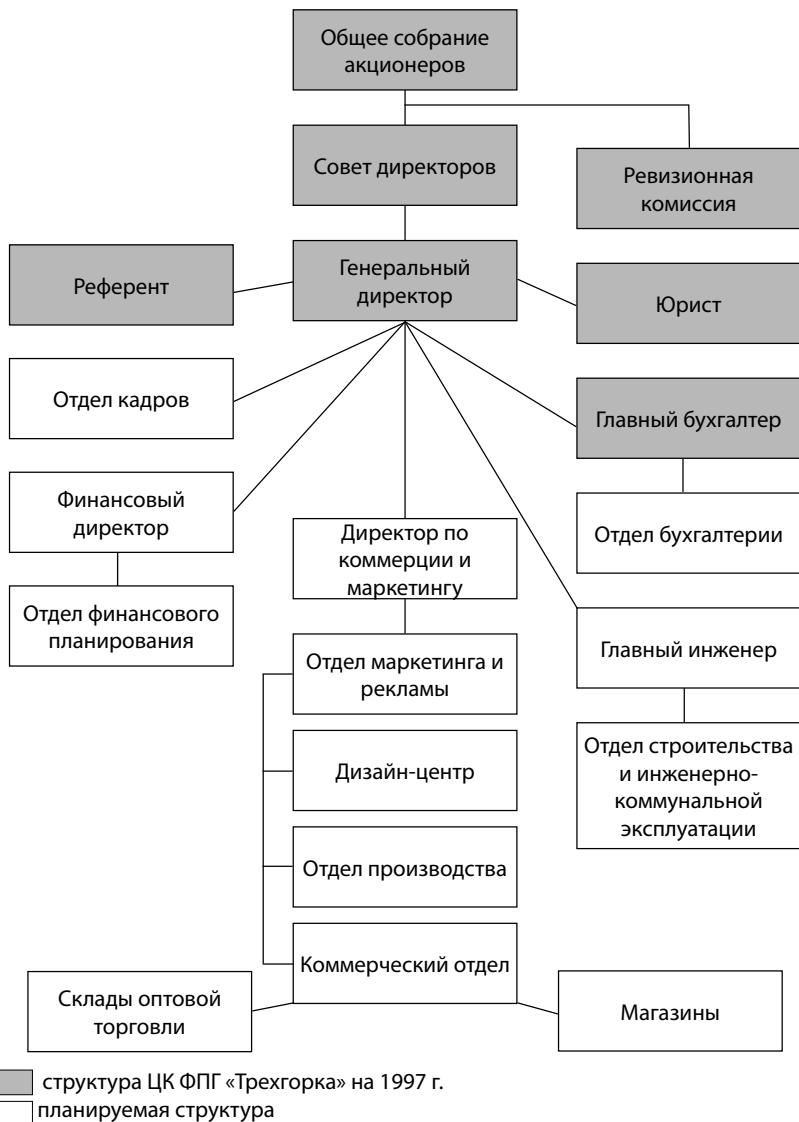 Общее собрание
акционеров
Совет директоров
Ревизионная
комиссия
Референт
Генеральный
директор
Юрист
Отдел кадров
Главный бухгалтер
Финансовый
директор
Директор по
коммерции и
маркетингу
Отдел бухгалтерии
Отдел финансового
планирования
Отдел маркетинга и
рекламы
Главный инженер
Дизайн-центр
Отдел строительства
и инженерно-
коммунальной
эксплуатации
Отдел производства
Коммерческий отдел
Склады оптовой
торговли
Магазины
структура ЦК ФПГ «Трехгорка» на 1997 г.
планируемая структура